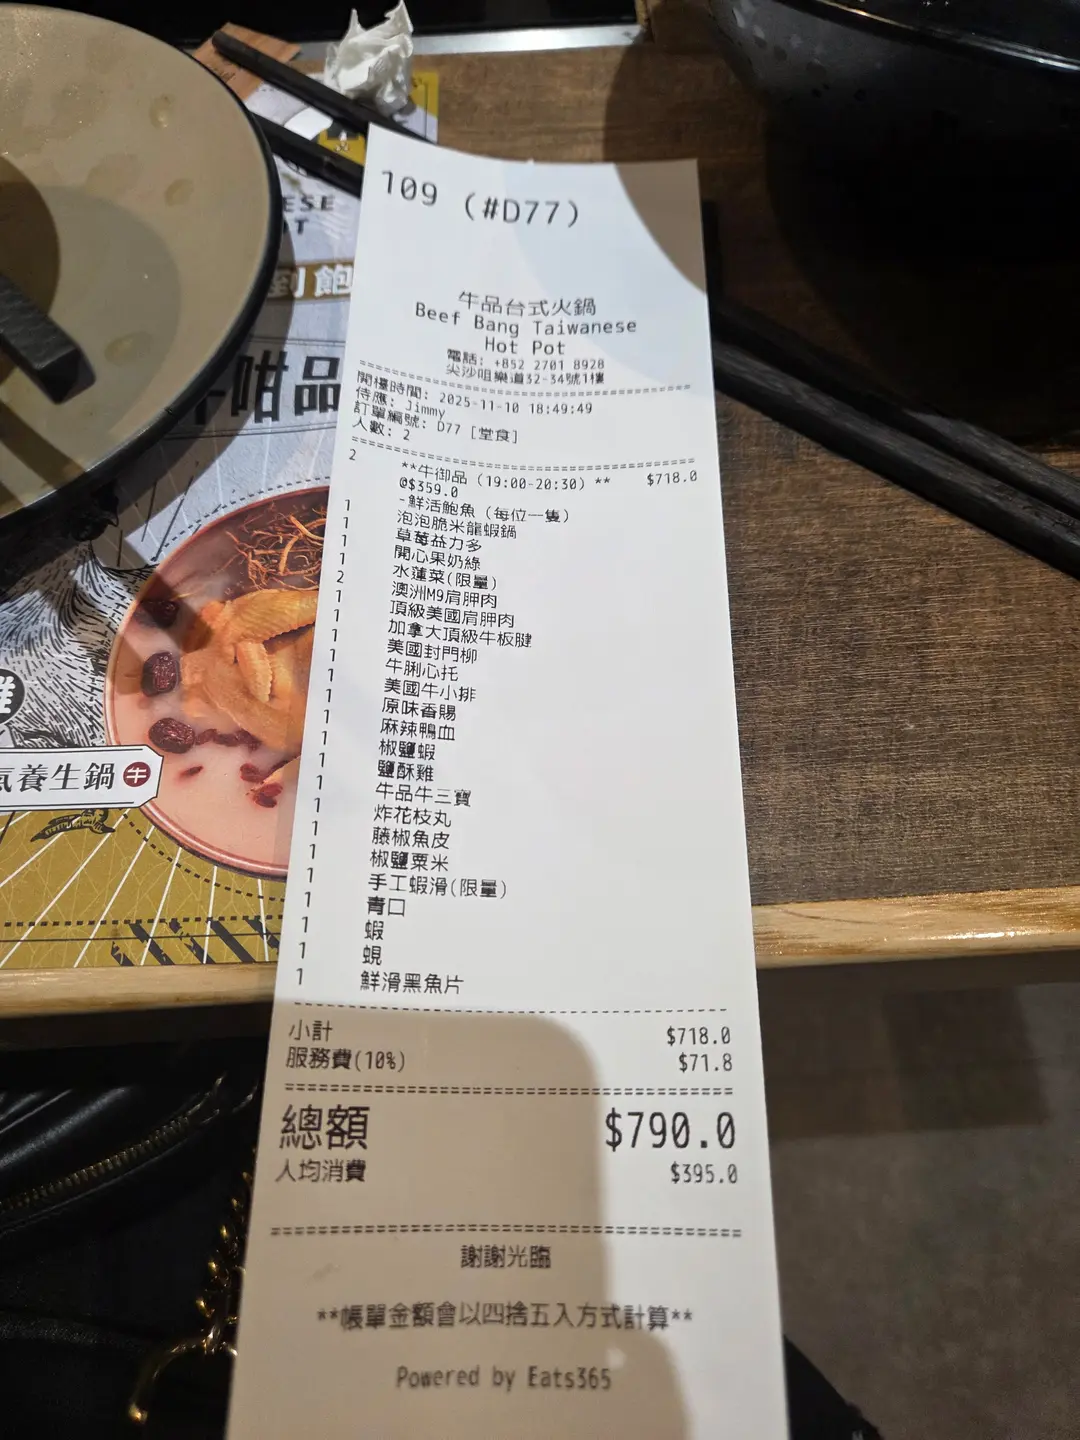 109 (#D77)
牛品台式火鍋
Beef Bang Taiwanese
Hot Pot
電話: +852 2701 8928
尖沙咀樂道32-34號1樓
開檯時間: 2025-11-10 18:49:49
侍應: Jimmy
訂單編號: D77 [堂食]
人數: 2
2 **牛御品 (19:00-20:30) ** $718.0
@$359.0
-鮮活鮑魚 (每位一隻)
1 泡泡脆米龍蝦鍋
1 草莓益力多
1 開心果奶綠
1 水蓮菜(限量)
2 澳洲M9肩胛肉
1 頂級美國肩胛肉
1 加拿大頂級牛板腱
1 美國封門柳
1 牛脷心托
1 美國牛小排
1 原味香腸
1 麻辣鴨血
1 椒鹽蝦
1 鹽酥雞
1 牛品牛三寶
1 炸花枝丸
1 藤椒魚皮
1 椒鹽粟米
1 手工蝦滑(限量)
1 青口
1 蝦
1 蜆
1 鮮滑黑魚片
小計 $718.0
服務費(10%) $71.8
總額 $790.0
人均消費 $395.0
謝謝光臨
**帳單金額會以四捨五入方式計算**
Powered by Eats365
ESE
到飽
咁品
氣養生鍋 牛